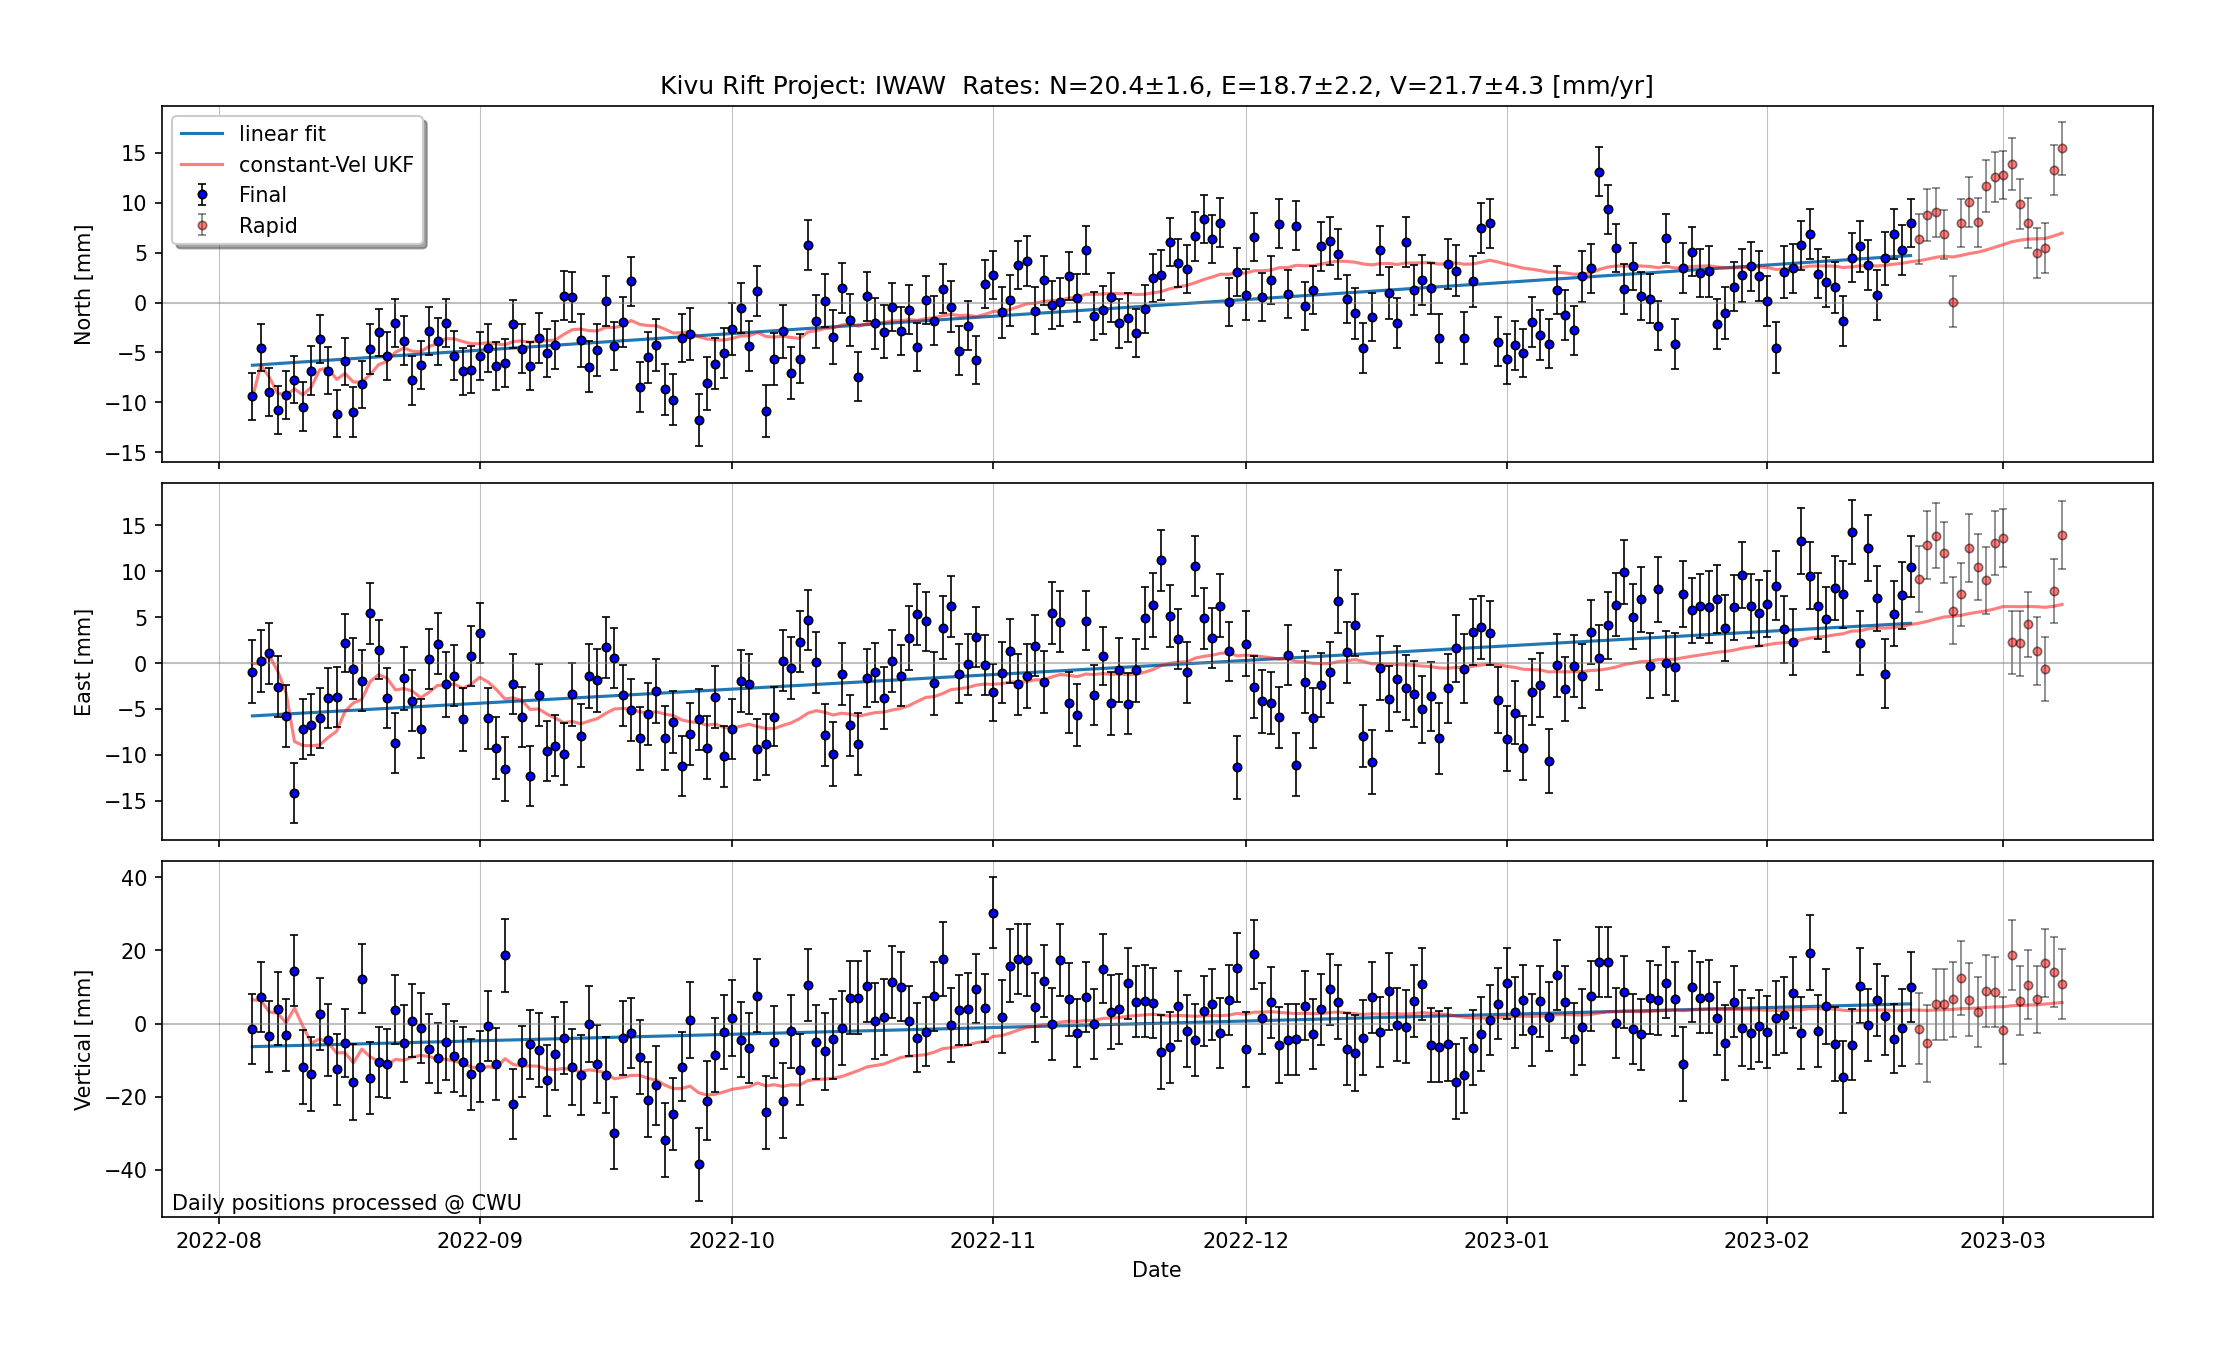 Kivu Rift Project: IWAW  Rates: N=20.4±1.6, E=18.7±2.2, V=21.7±4.3 [mm/yr]
linear fit
constant-Vel UKF
Final
Rapid
North [mm]
15
10
5
0
−5
−10
−15
East [mm]
15
10
5
0
−5
−10
−15
Vertical [mm]
40
20
0
−20
−40
Daily positions processed @ CWU
2022-08 2022-09 2022-10 2022-11 2022-12 2023-01 2023-02 2023-03
Date